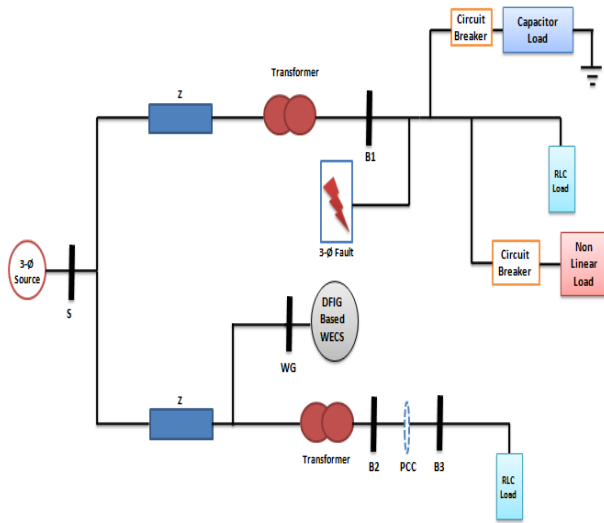 Circuit
Breaker
Capacitor
Load
Transformer
Z
B1
RLC
Load
3-Ø Fault
Circuit
Breaker
Non
Linear
Load
3-Ø
Source
S
DFIG
Based
WECS
WG
Z
Transformer
B2
PCC
B3
RLC
Load